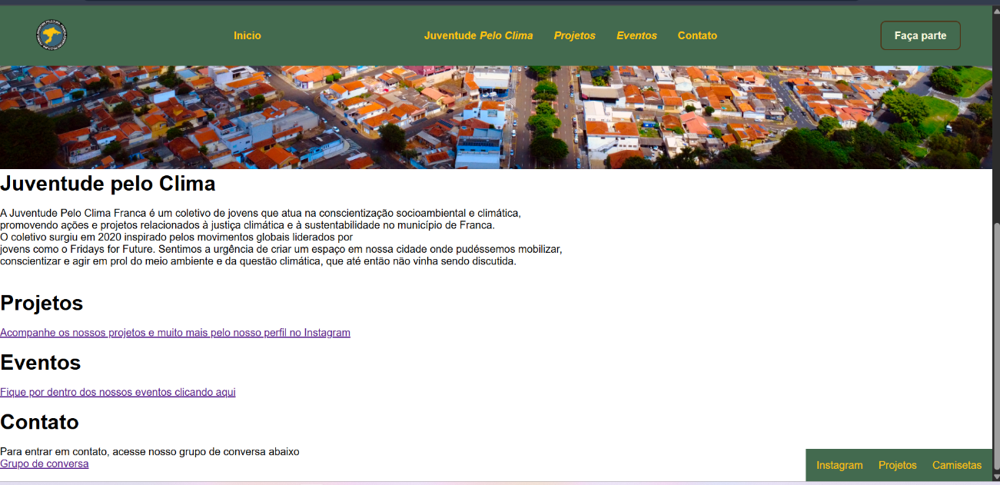 Inicio
Juventude Pelo Clima
Projetos
Eventos
Contato
Faça parte
Juventude pelo Clima
A Juventude Pelo Clima Franca é um coletivo de jovens que atua na conscientização socioambiental e climática,
promovendo ações e projetos relacionados à justiça climática e à sustentabilidade no município de Franca.
O coletivo surgiu em 2020 inspirado pelos movimentos globais liderados por
jovens como o Fridays for Future. Sentimos a urgência de criar um espaço em nossa cidade onde pudéssemos mobilizar,
conscientizar e agir em prol do meio ambiente e da questão climática, que até então não vinha sendo discutida.
Projetos
Acompanhe os nossos projetos e muito mais pelo nosso perfil no Instagram
Eventos
Fique por dentro dos nossos eventos clicando aqui
Contato
Para entrar em contato, acesse nosso grupo de conversa abaixo
Grupo de conversa
Instagram
Projetos
Camisetas